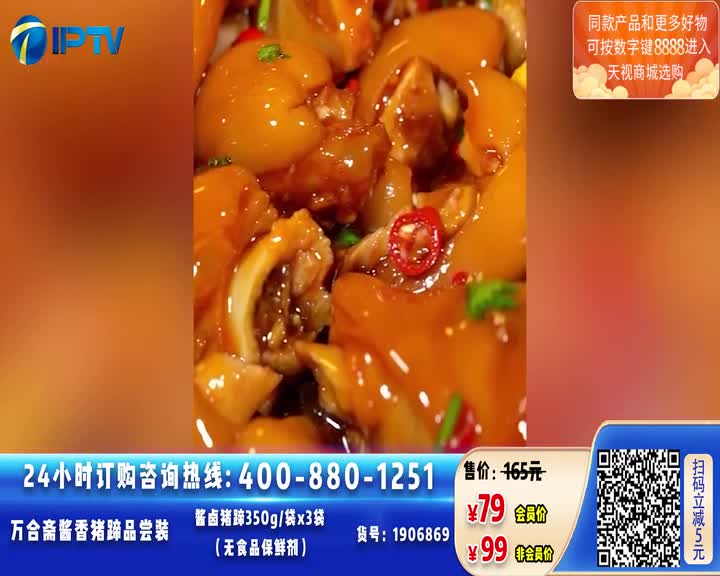 IPTV
同款产品和更多好物
可按数字键8888进入
天视商城选购
24小时订购咨询热线:400-880-1251
万合斋酱香猪蹄品尝装
酱卤猪蹄350g/袋x3袋
（无食品保鲜剂）
货号：1906869
售价：165元
¥79 会员价
¥99 非会员价
扫码立减5元